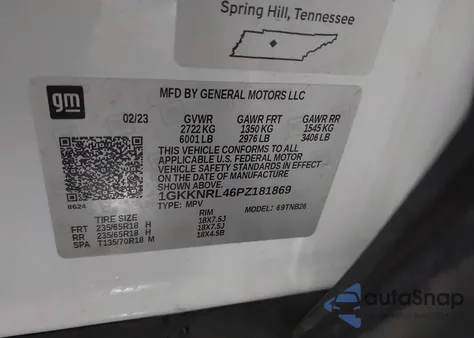 Spring Hill, Tennessee
gm
MFD BY GENERAL MOTORS LLC
02/23 GVWR GAWR FRT GAWR RR
2722 KG 1350 KG 1545 KG
6001 LB 2976 LB 3406 LB
THIS VEHICLE CONFORMS TO ALL
APPLICABLE U.S. FEDERAL MOTOR
VEHICLE SAFETY STANDARDS IN EFFECT
ON THE DATE OF MANUFACTURE SHOWN ABOVE.
1GKKNRL46PZ181869
0624 TYPE: MPV MODEL: 69TNB26
TIRE SIZE RIM
FRT 235/65R18 H 18X7.5J
RR 235/65R18 H 18X7.5J
SPA T135/70R18 M 18X4.5B
autoSnap
Powered by